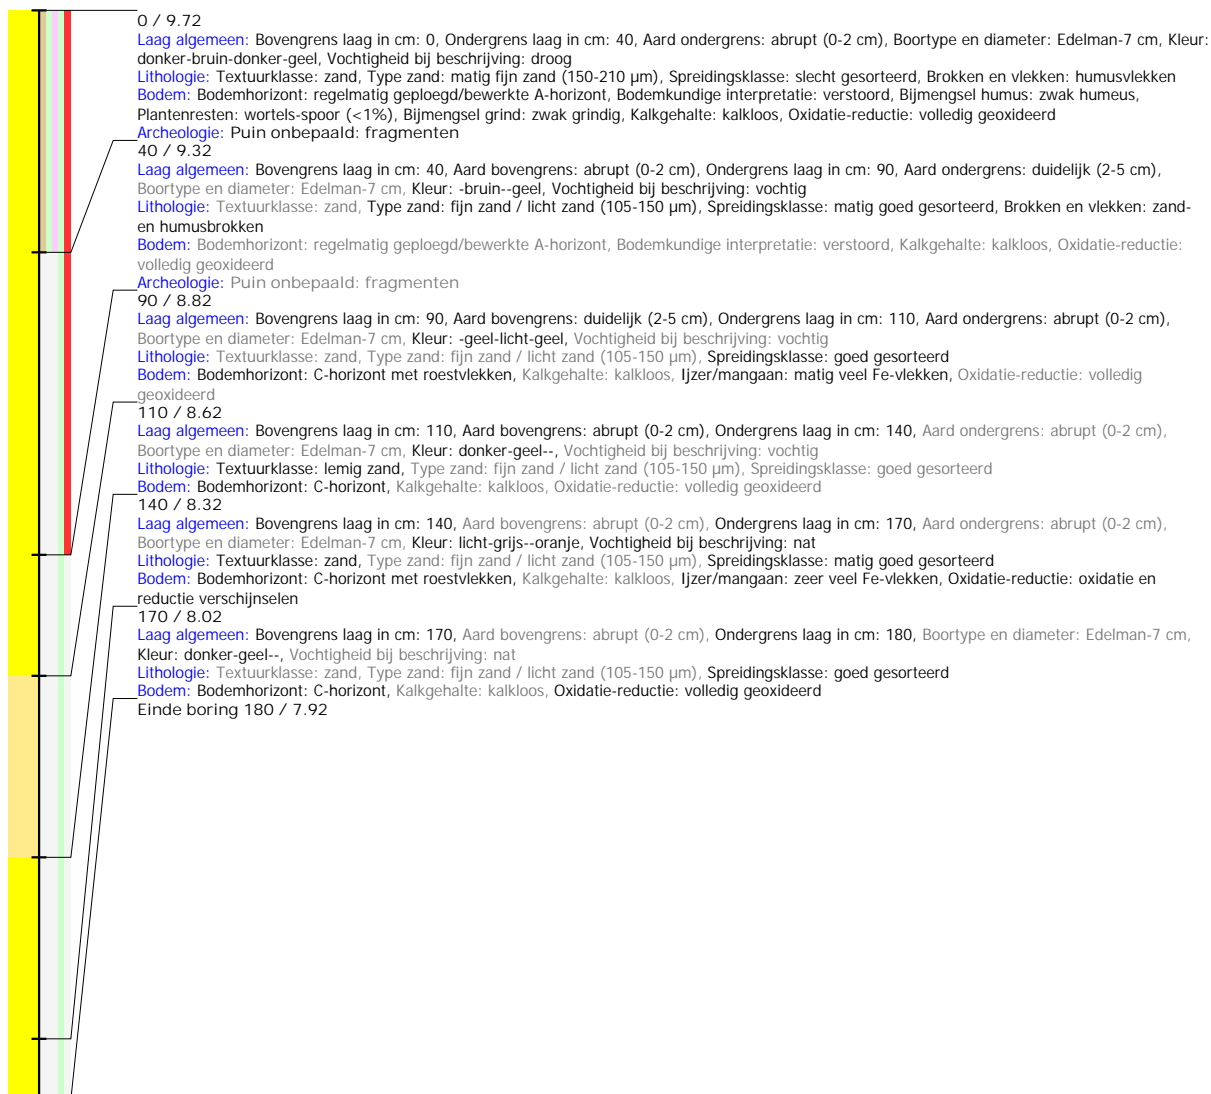 0 / 9.72
Laag algemeen: Bovengrens laag in cm: 0, Ondergrens laag in cm: 40, Aard ondergrens: abrupt (0-2 cm), Boortype en diameter: Edelman-7 cm, Kleur:
donker-bruin-donker-geel, Vochtigheid bij beschrijving: droog
Lithologie: Textuurklasse: zand, Type zand: matig fijn zand (150-210 µm), Spreidingsklasse: slecht gesorteerd, Brokken en vlekken: humusvlekken
Bodem: Bodemhorizont: regelmatig geploegd/bewerkte A-horizont, Bodemkundige interpretatie: verstoord, Bijmengsel humus: zwak humeus,
Plantenresten: wortels-spoor (<1%), Bijmengsel grind: zwak grindig, Kalkgehalte: kalkloos, Oxidatie-reductie: volledig geoxideerd
Archeologie: Puin onbepaald: fragmenten
40 / 9.32
Laag algemeen: Bovengrens laag in cm: 40, Aard bovengrens: abrupt (0-2 cm), Ondergrens laag in cm: 90, Aard ondergrens: duidelijk (2-5 cm),
Boortype en diameter: Edelman-7 cm, Kleur: -bruin--geel, Vochtigheid bij beschrijving: vochtig
Lithologie: Textuurklasse: zand, Type zand: fijn zand / licht zand (105-150 µm), Spreidingsklasse: matig goed gesorteerd, Brokken en vlekken: zand-
en humusbrokken
Bodem: Bodemhorizont: regelmatig geploegd/bewerkte A-horizont, Bodemkundige interpretatie: verstoord, Kalkgehalte: kalkloos, Oxidatie-reductie:
volledig geoxideerd
Archeologie: Puin onbepaald: fragmenten
90 / 8.82
Laag algemeen: Bovengrens laag in cm: 90, Aard bovengrens: duidelijk (2-5 cm), Ondergrens laag in cm: 110, Aard ondergrens: abrupt (0-2 cm),
Boortype en diameter: Edelman-7 cm, Kleur: -geel-licht-geel, Vochtigheid bij beschrijving: vochtig
Lithologie: Textuurklasse: zand, Type zand: fijn zand / licht zand (105-150 µm), Spreidingsklasse: goed gesorteerd
Bodem: Bodemhorizont: C-horizont met roestvlekken, Kalkgehalte: kalkloos, Ijzer/mangaan: matig veel Fe-vlekken, Oxidatie-reductie: volledig
geoxideerd
110 / 8.62
Laag algemeen: Bovengrens laag in cm: 110, Aard bovengrens: abrupt (0-2 cm), Ondergrens laag in cm: 140, Aard ondergrens: abrupt (0-2 cm),
Boortype en diameter: Edelman-7 cm, Kleur: donker-geel--, Vochtigheid bij beschrijving: vochtig
Lithologie: Textuurklasse: lemig zand, Type zand: fijn zand / licht zand (105-150 µm), Spreidingsklasse: goed gesorteerd
Bodem: Bodemhorizont: C-horizont, Kalkgehalte: kalkloos, Oxidatie-reductie: volledig geoxideerd
140 / 8.32
Laag algemeen: Bovengrens laag in cm: 140, Aard bovengrens: abrupt (0-2 cm), Ondergrens laag in cm: 170, Aard ondergrens: abrupt (0-2 cm),
Boortype en diameter: Edelman-7 cm, Kleur: licht-grijs--oranje, Vochtigheid bij beschrijving: nat
Lithologie: Textuurklasse: zand, Type zand: fijn zand / licht zand (105-150 µm), Spreidingsklasse: matig goed gesorteerd
Bodem: Bodemhorizont: C-horizont met roestvlekken, Kalkgehalte: kalkloos, Ijzer/mangaan: zeer veel Fe-vlekken, Oxidatie-reductie: oxidatie en
reductie verschijnselen
170 / 8.02
Laag algemeen: Bovengrens laag in cm: 170, Aard bovengrens: abrupt (0-2 cm), Ondergrens laag in cm: 180, Boortype en diameter: Edelman-7 cm,
Kleur: donker-geel--, Vochtigheid bij beschrijving: nat
Lithologie: Textuurklasse: zand, Type zand: fijn zand / licht zand (105-150 µm), Spreidingsklasse: goed gesorteerd
Bodem: Bodemhorizont: C-horizont, Kalkgehalte: kalkloos, Oxidatie-reductie: volledig geoxideerd
Einde boring 180 / 7.92